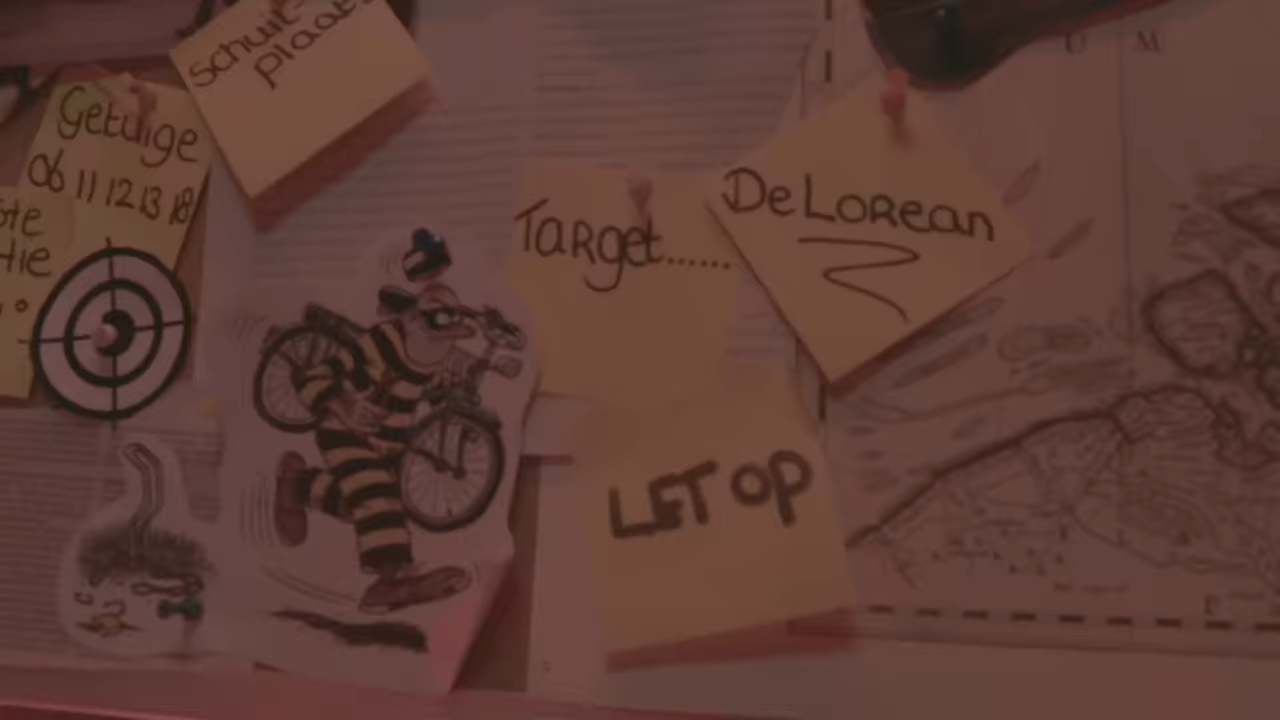 Schuil-
plaats
Getuige
06 11 12 13 18
Target......
DeLorean
LET OP
U M